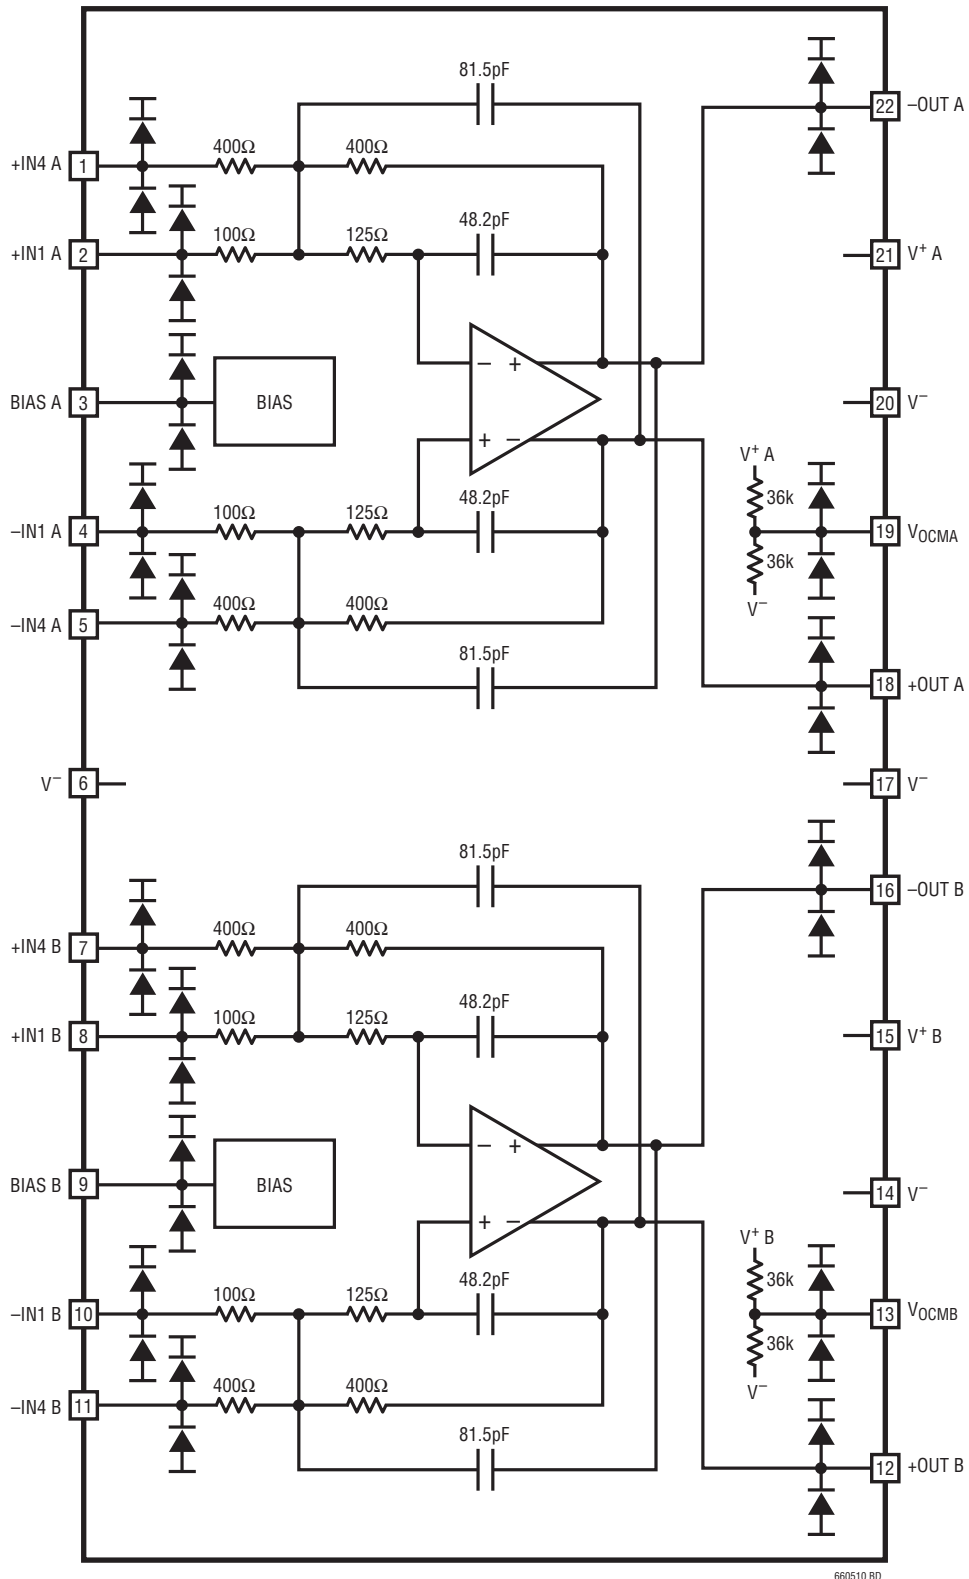 81.5pF
22 –OUT A
+IN4 A 1 400Ω 400Ω
48.2pF
+IN1 A 2 100Ω 125Ω
21 V+ A
– +
BIAS A 3 BIAS
20 V–
+ –
V+ A
48.2pF
36k
–IN1 A 4 100Ω 125Ω
19 VOCMA
36k
V–
–IN4 A 5 400Ω 400Ω
81.5pF
18 +OUT A
V– 6
17 V–
81.5pF
16 –OUT B
+IN4 B 7 400Ω 400Ω
48.2pF
+IN1 B 8 100Ω 125Ω
15 V+ B
– +
BIAS B 9 BIAS
14 V–
+ –
V+ B
48.2pF
36k
–IN1 B 10 100Ω 125Ω
13 VOCMB
36k
V–
–IN4 B 11 400Ω 400Ω
81.5pF
12 +OUT B
660510 BD